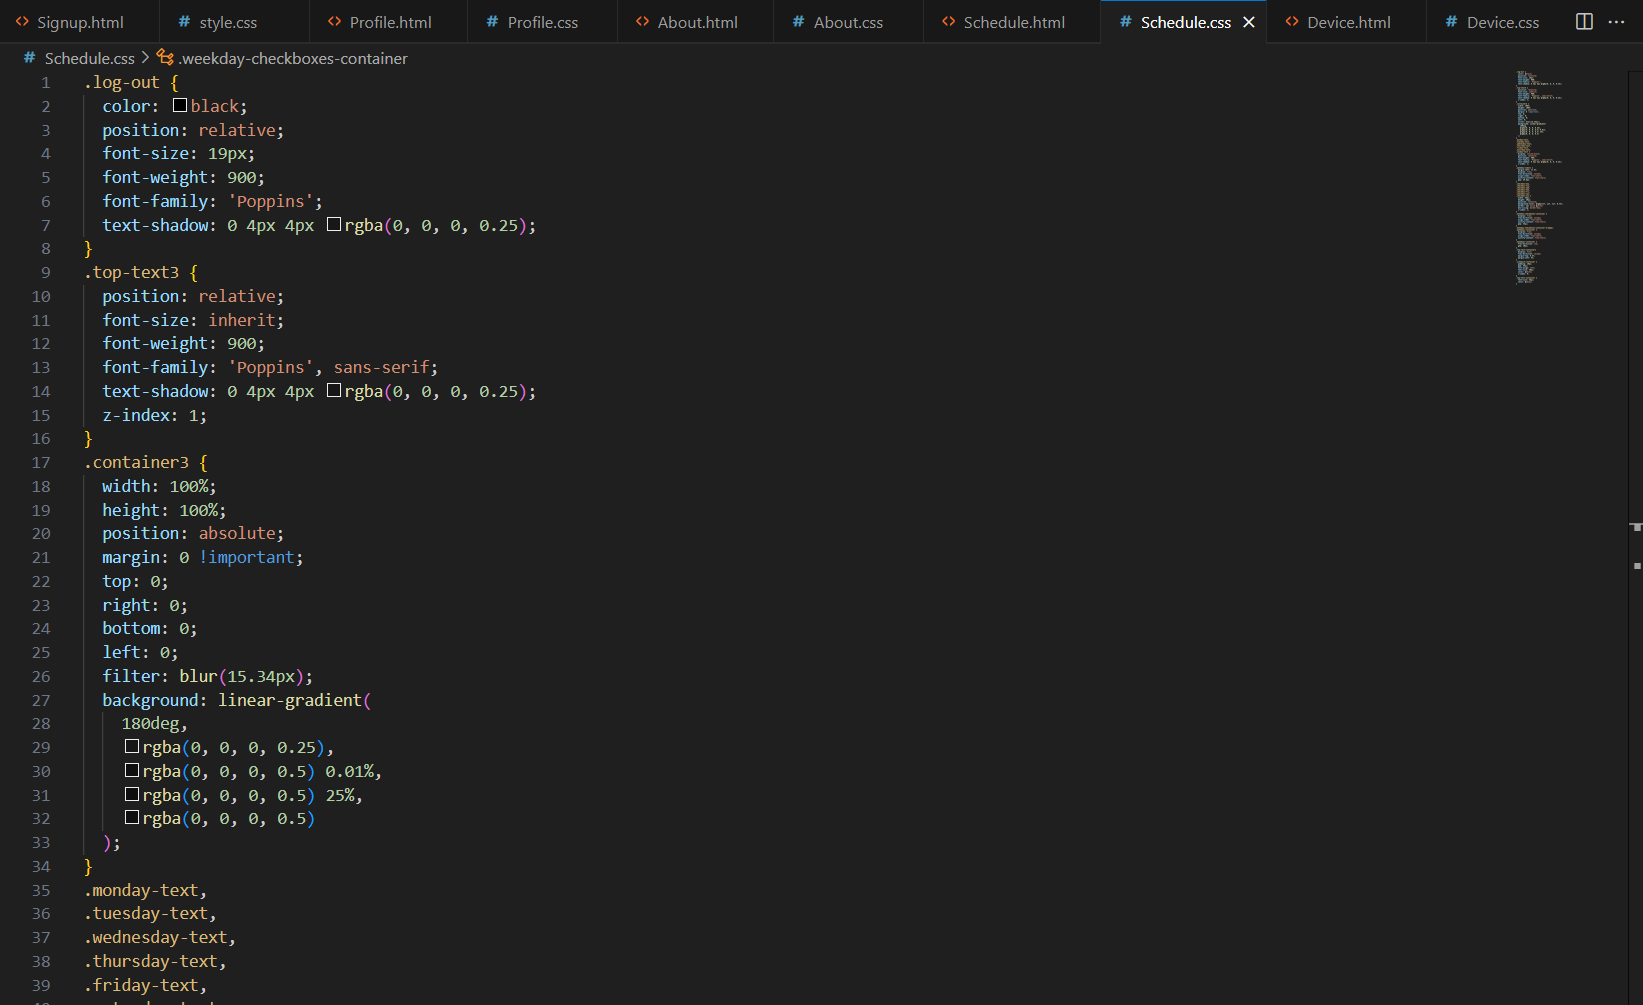 Signup.html # style.css Profile.html # Profile.css About.html # About.css Schedule.html # Schedule.css Device.html # Device.css
# Schedule.css > .weekday-checkboxes-container
1 .log-out {
2 color: black;
3 position: relative;
4 font-size: 19px;
5 font-weight: 900;
6 font-family: 'Poppins';
7 text-shadow: 0 4px 4px rgba(0, 0, 0, 0.25);
8 }
9 .top-text3 {
10 position: relative;
11 font-size: inherit;
12 font-weight: 900;
13 font-family: 'Poppins', sans-serif;
14 text-shadow: 0 4px 4px rgba(0, 0, 0, 0.25);
15 z-index: 1;
16 }
17 .container3 {
18 width: 100%;
19 height: 100%;
20 position: absolute;
21 margin: 0 !important;
22 top: 0;
23 right: 0;
24 bottom: 0;
25 left: 0;
26 filter: blur(15.34px);
27 background: linear-gradient(
28 180deg,
29 rgba(0, 0, 0, 0.25),
30 rgba(0, 0, 0, 0.5) 0.01%,
31 rgba(0, 0, 0, 0.5) 25%,
32 rgba(0, 0, 0, 0.5)
33 );
34 }
35 .monday-text,
36 .tuesday-text,
37 .wednesday-text,
38 .thursday-text,
39 .friday-text,